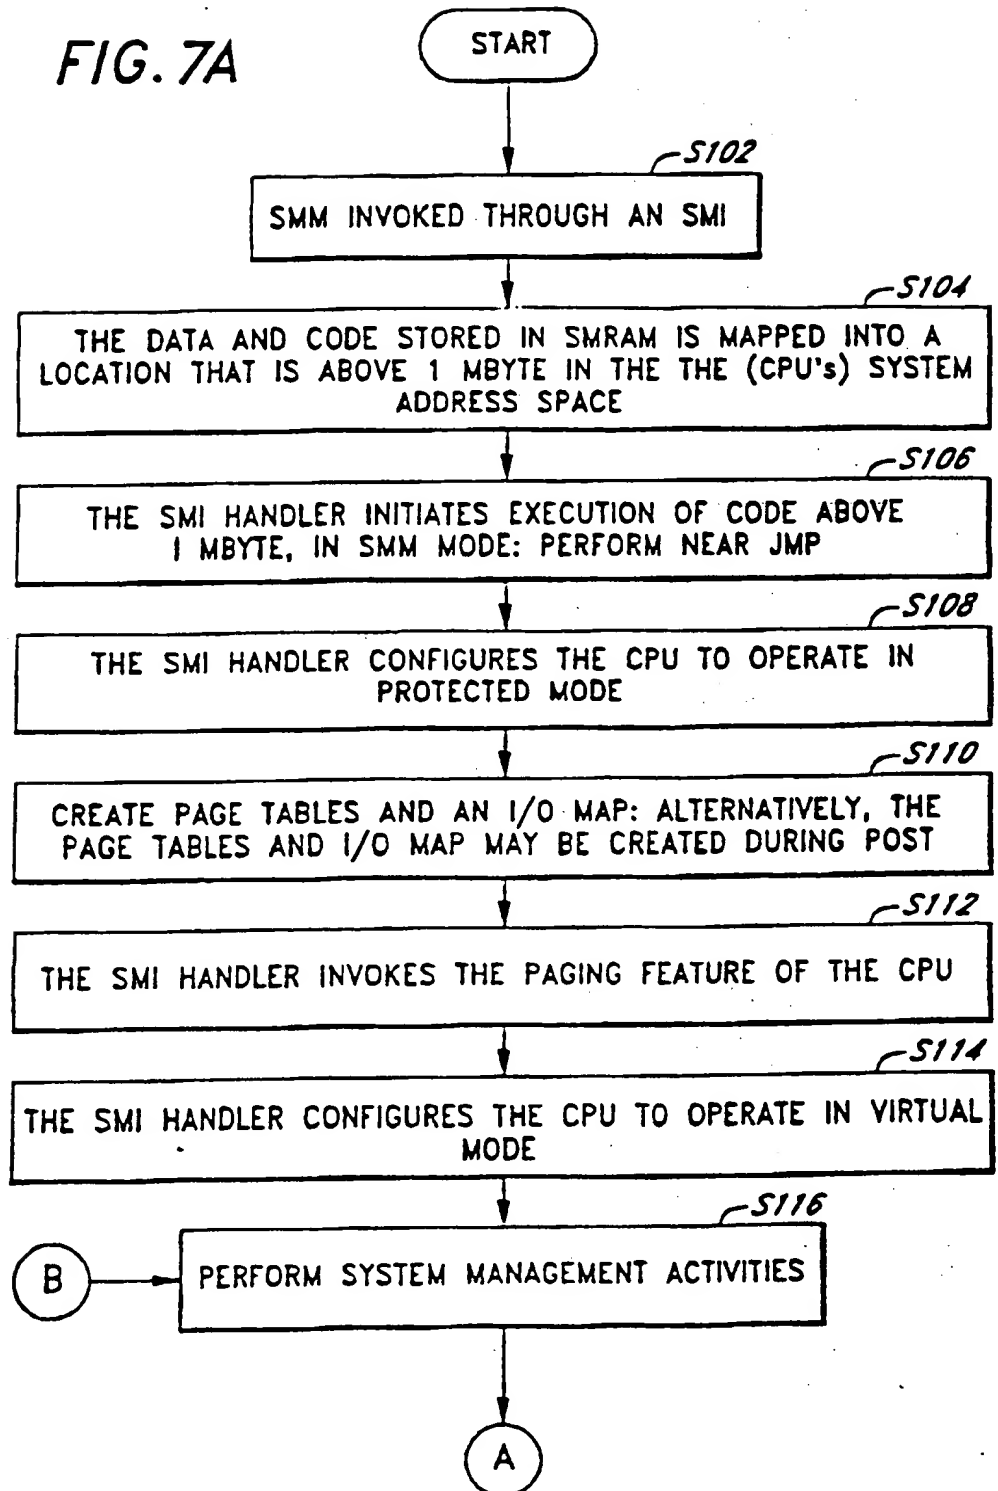 FIG. 7A
START
S102
SMM INVOKED THROUGH AN SMI
S104
THE DATA AND CODE STORED IN SMRAM IS MAPPED INTO A
LOCATION THAT IS ABOVE 1 MBYTE IN THE THE (CPU's) SYSTEM
ADDRESS SPACE
S106
THE SMI HANDLER INITIATES EXECUTION OF CODE ABOVE
1 MBYTE, IN SMM MODE: PERFORM NEAR JMP
S108
THE SMI HANDLER CONFIGURES THE CPU TO OPERATE IN
PROTECTED MODE
S110
CREATE PAGE TABLES AND AN I/O MAP: ALTERNATIVELY, THE
PAGE TABLES AND I/O MAP MAY BE CREATED DURING POST
S112
THE SMI HANDLER INVOKES THE PAGING FEATURE OF THE CPU
S114
THE SMI HANDLER CONFIGURES THE CPU TO OPERATE IN VIRTUAL
MODE
S116
B
PERFORM SYSTEM MANAGEMENT ACTIVITIES
A